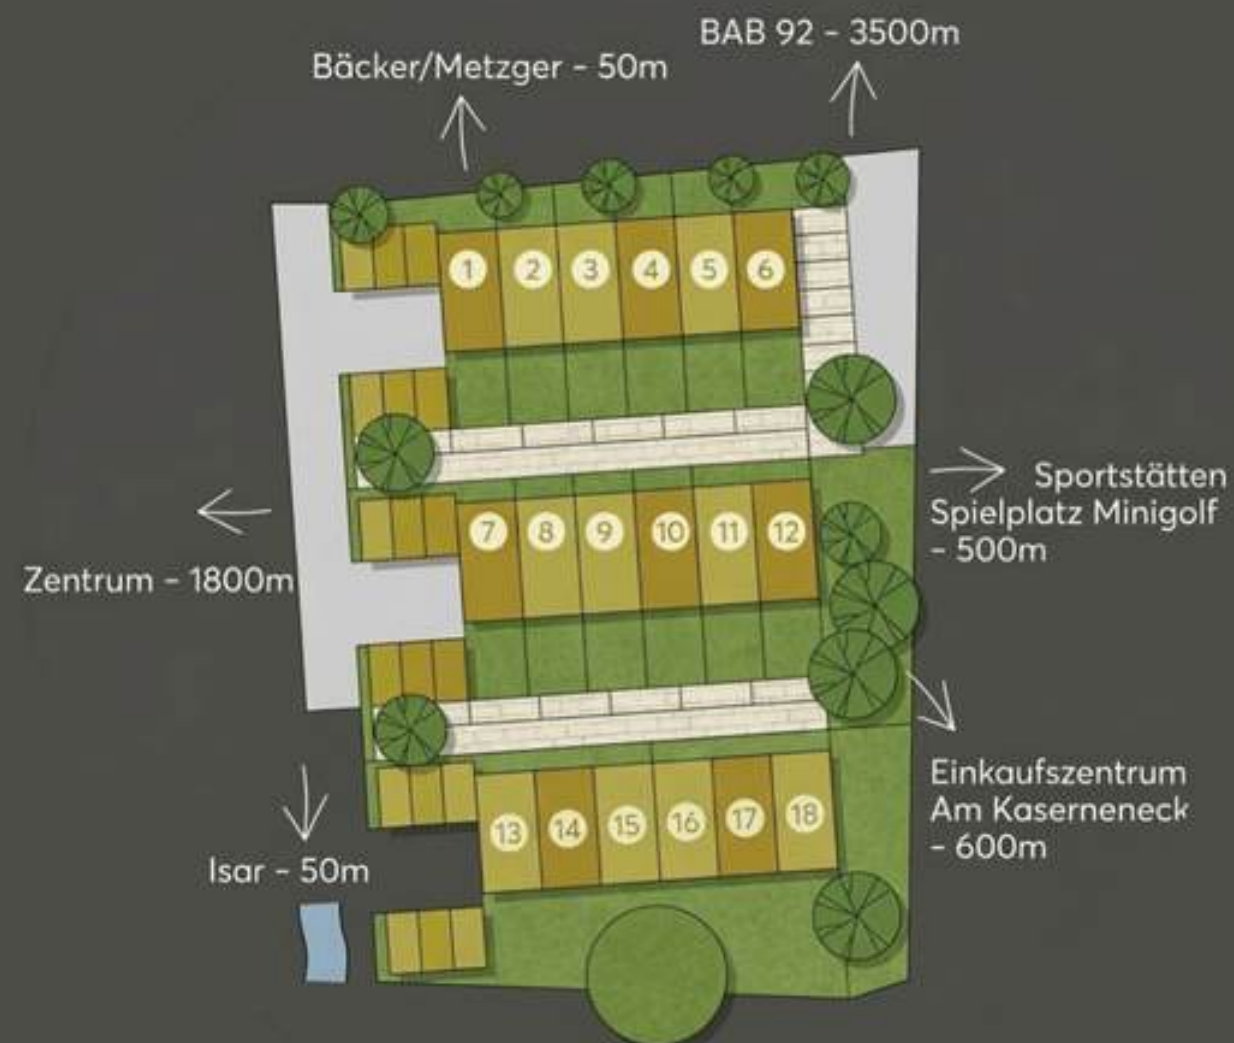 BAB 92 - 3500m
Bäcker/Metzger - 50m
1 2 3 4 5 6
Sportstätten
Spielplatz Minigolf
- 500m
7 8 9 10 11 12
Zentrum - 1800m
Einkaufszentrum
Am Kaserneneck
- 600m
13 14 15 16 17 18
Isar - 50m